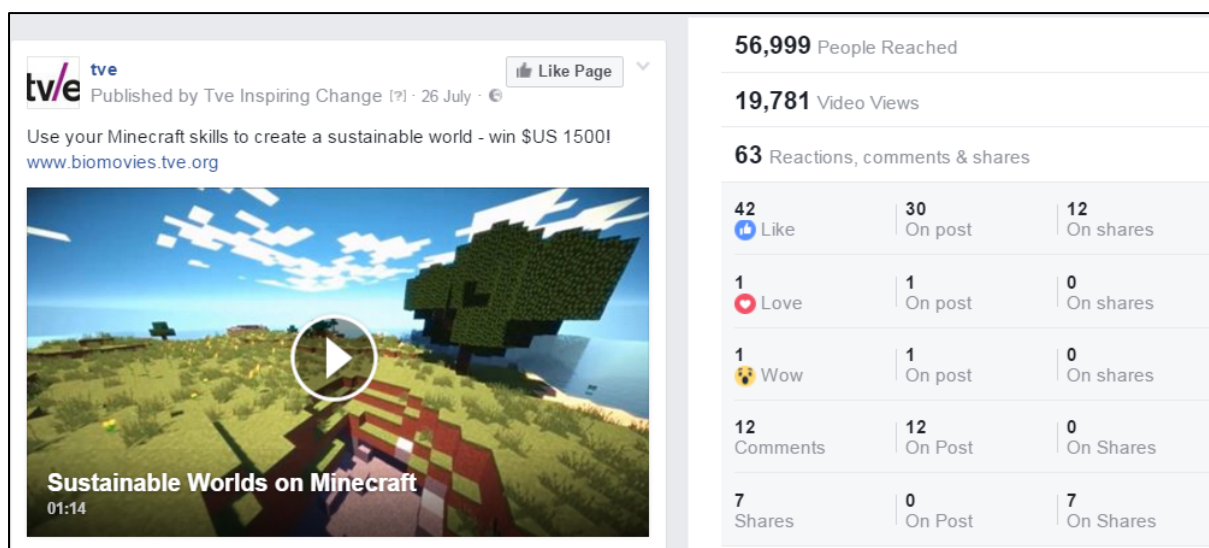 tv/e
tve
Like Page
Published by Tve Inspiring Change [?] · 26 July ·
Use your Minecraft skills to create a sustainable world - win $US 1500!
www.biomovies.tve.org
Sustainable Worlds on Minecraft
01:14
56,999 People Reached
19,781 Video Views
63 Reactions, comments & shares
42 30 12
Like On post On shares
1 1 0
Love On post On shares
1 1 0
Wow On post On shares
12 12 0
Comments On Post On Shares
7 0 7
Shares On Post On Shares